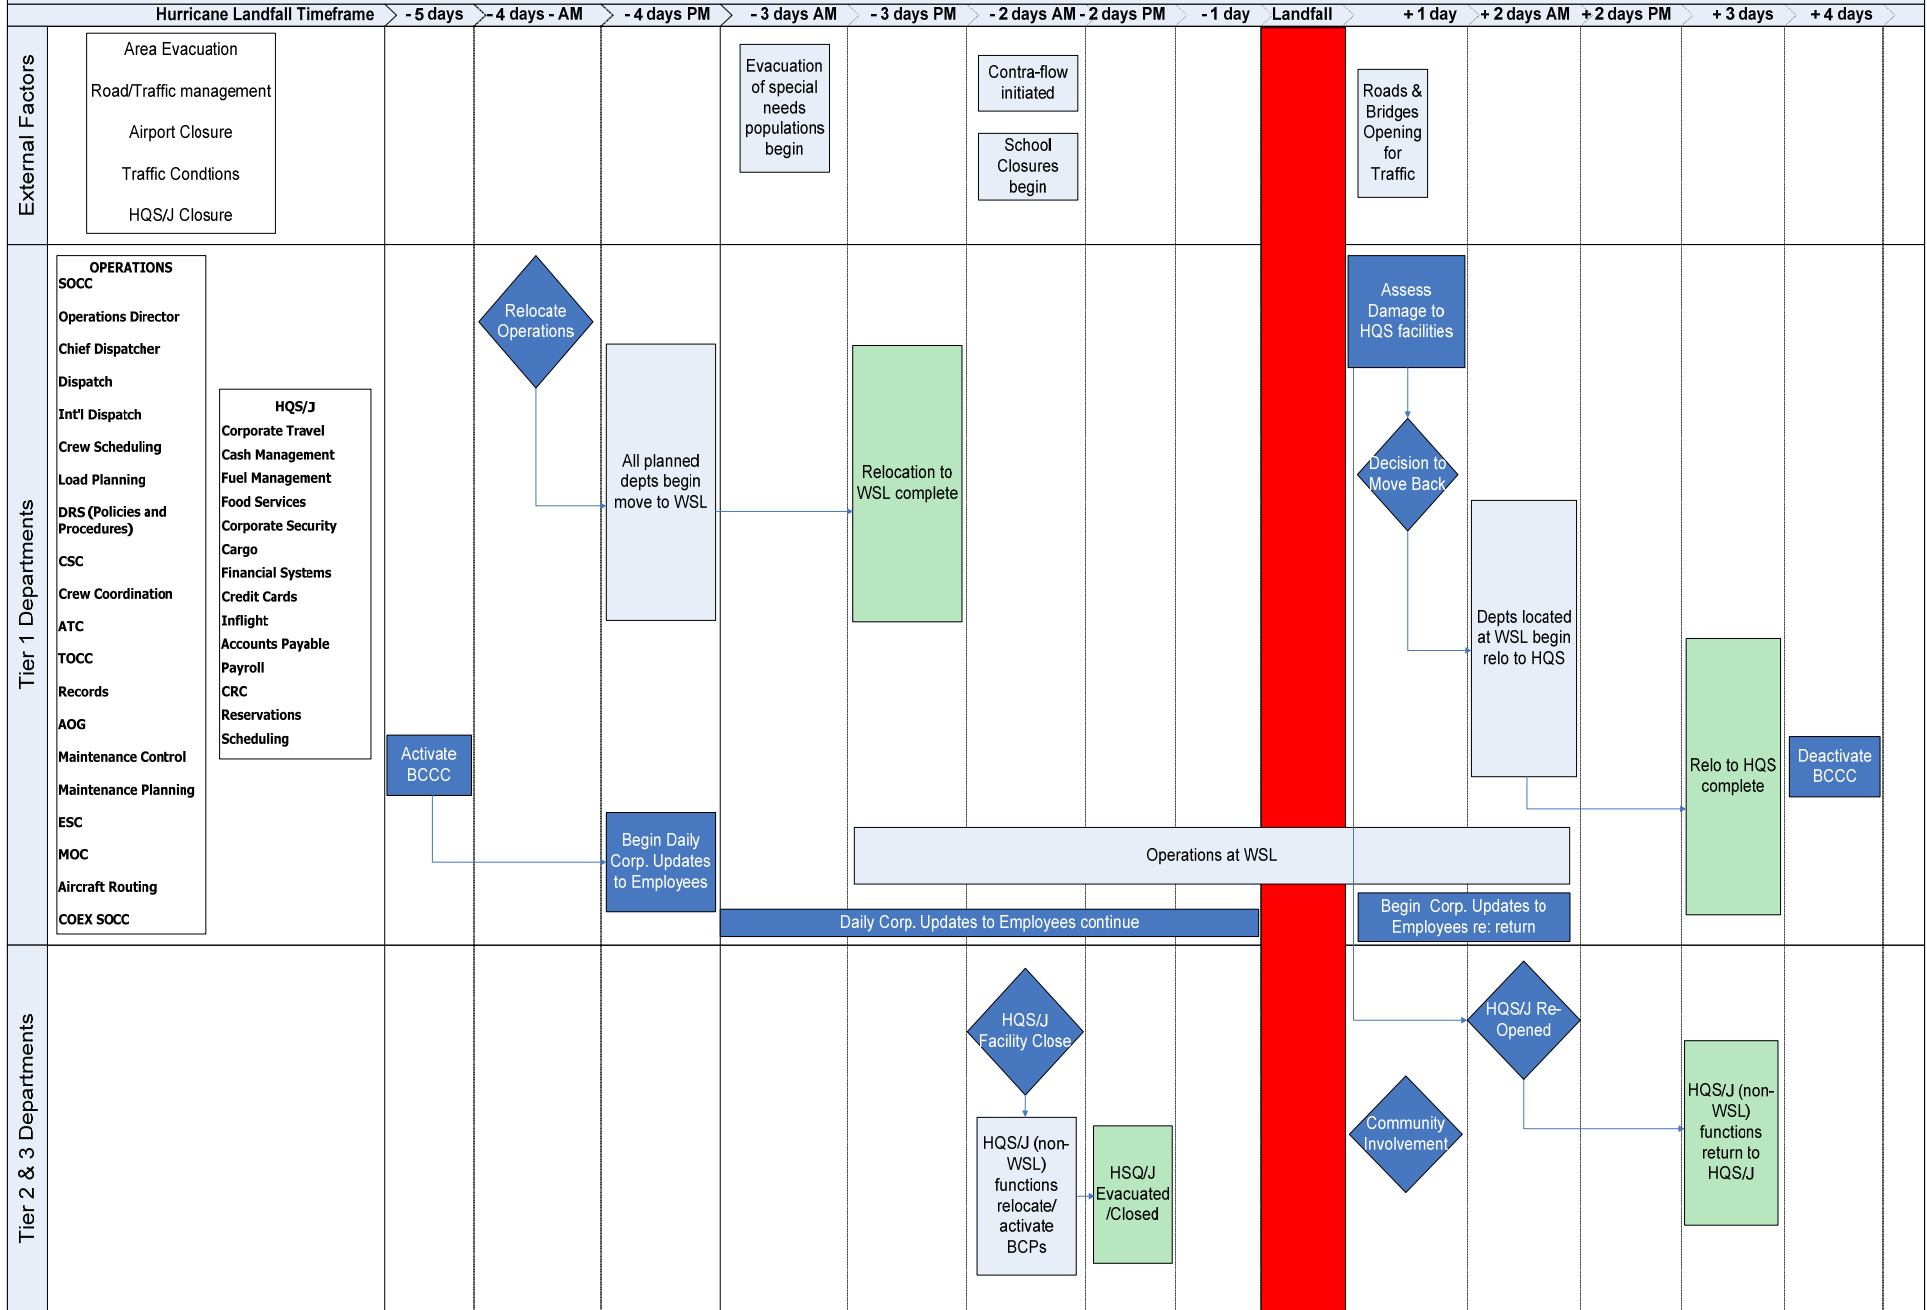 Hurricane Landfall Timeframe
- 5 days
- 4 days - AM
- 4 days PM
- 3 days AM
- 3 days PM
- 2 days AM
- 2 days PM
- 1 day
Landfall
+ 1 day
+ 2 days AM
+ 2 days PM
+ 3 days
+ 4 days
External Factors
Area Evacuation
Road/Traffic management
Airport Closure
Traffic Condtions
HQS/J Closure
Evacuation
of special
needs
populations
begin
Contra-flow
initiated
School
Closures
begin
Roads &
Bridges
Opening
for
Traffic
Tier 1 Departments
OPERATIONS
SOCC
Operations Director
Chief Dispatcher
Dispatch
Int'l Dispatch
Crew Scheduling
Load Planning
DRS (Policies and
Procedures)
CSC
Crew Coordination
ATC
TOCC
Records
AOG
Maintenance Control
Maintenance Planning
ESC
MOC
Aircraft Routing
COEX SOCC
HQS/J
Corporate Travel
Cash Management
Fuel Management
Food Services
Corporate Security
Cargo
Financial Systems
Credit Cards
Inflight
Accounts Payable
Payroll
CRC
Reservations
Scheduling
Activate
BCCC
Relocate
Operations
All planned
depts begin
move to WSL
Begin Daily
Corp. Updates
to Employees
Relocation to
WSL complete
Operations at WSL
Daily Corp. Updates to Employees continue
Assess
Damage to
HQS facilities
Decision to
Move Back
Depts located
at WSL begin
relo to HQS
Begin Corp. Updates to
Employees re: return
Relo to HQS
complete
Deactivate
BCCC
Tier 2 & 3 Departments
HQS/J
Facility Close
HQS/J (non-
WSL)
functions
relocate/
activate
BCPs
HSQ/J
Evacuated
/Closed
HQS/J Re-
Opened
Community
Involvement
HQS/J (non-
WSL)
functions
return to
HQS/J